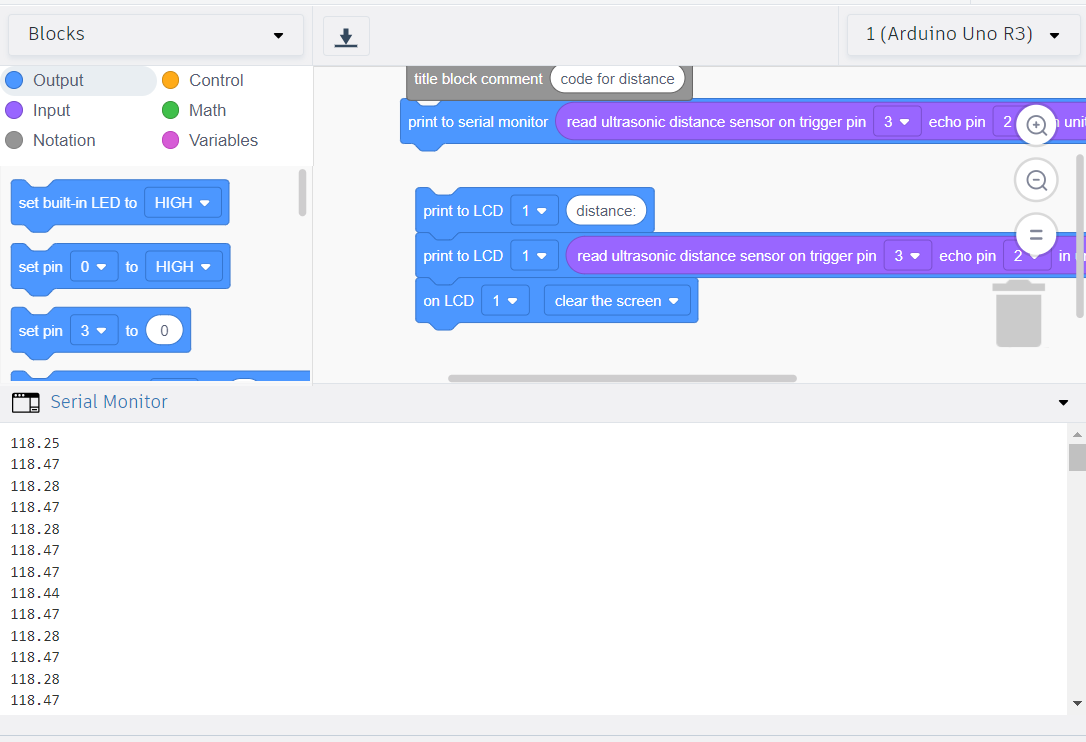 Blocks
1 (Arduino Uno R3)
Output
Control
Input
Math
Notation
Variables
set built-in LED to HIGH
set pin 0 to HIGH
set pin 3 to 0
title block comment code for distance
print to serial monitor read ultrasonic distance sensor on trigger pin 3 echo pin 2
print to LCD 1 distance:
print to LCD 1 read ultrasonic distance sensor on trigger pin 3 echo pin 2 in
on LCD 1 clear the screen
Serial Monitor
118.25
118.47
118.28
118.47
118.28
118.47
118.47
118.44
118.47
118.28
118.47
118.28
118.47